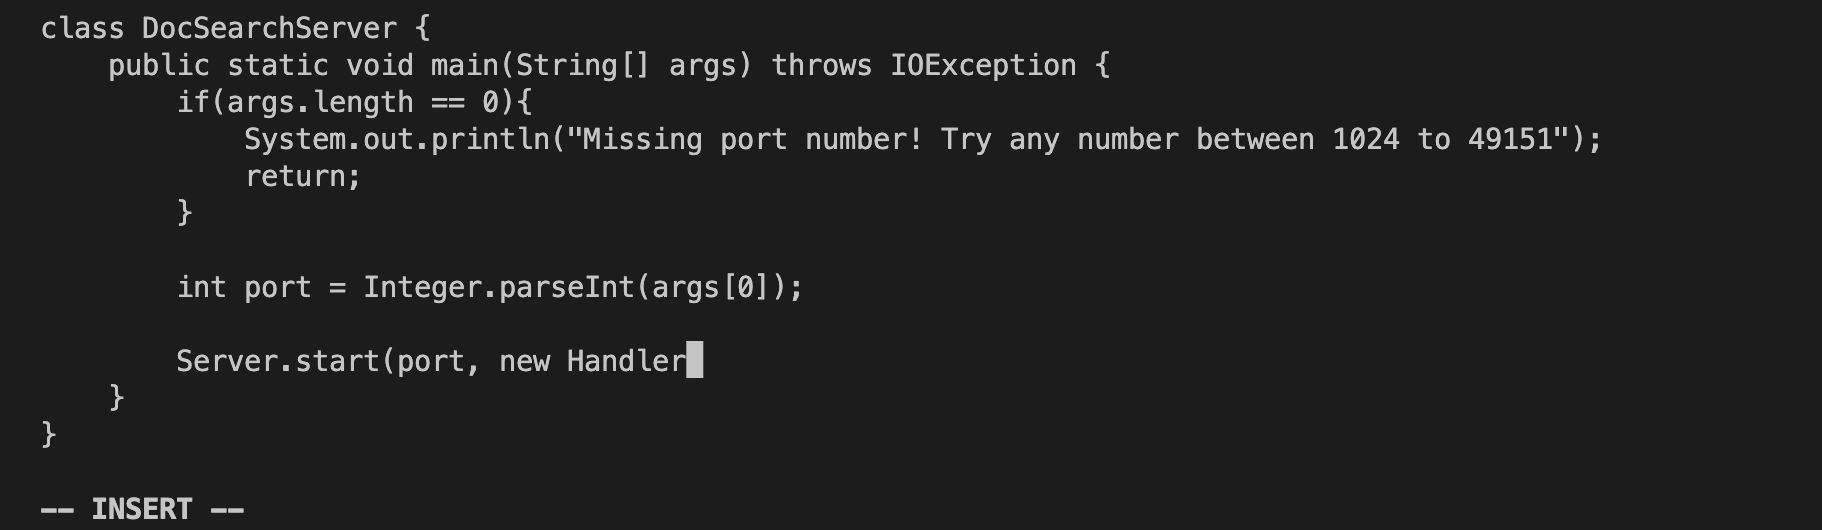 class DocSearchServer {
    public static void main(String[] args) throws IOException {
        if(args.length == 0){
            System.out.println("Missing port number! Try any number between 1024 to 49151");
            return;
        }

        int port = Integer.parseInt(args[0]);

        Server.start(port, new Handler
    }
}

-- INSERT --